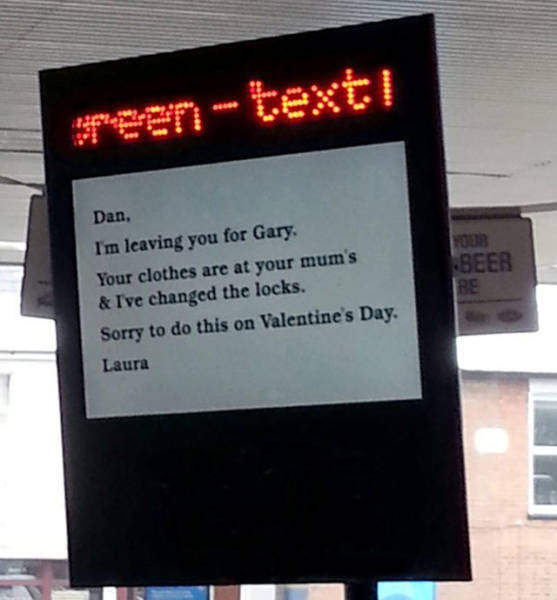 reen - text
Dan,
I'm leaving you for Gary.
Your clothes are at your mum's
& I've changed the locks.
Sorry to do this on Valentine's Day.
Laura
YOUR
BEER
RE